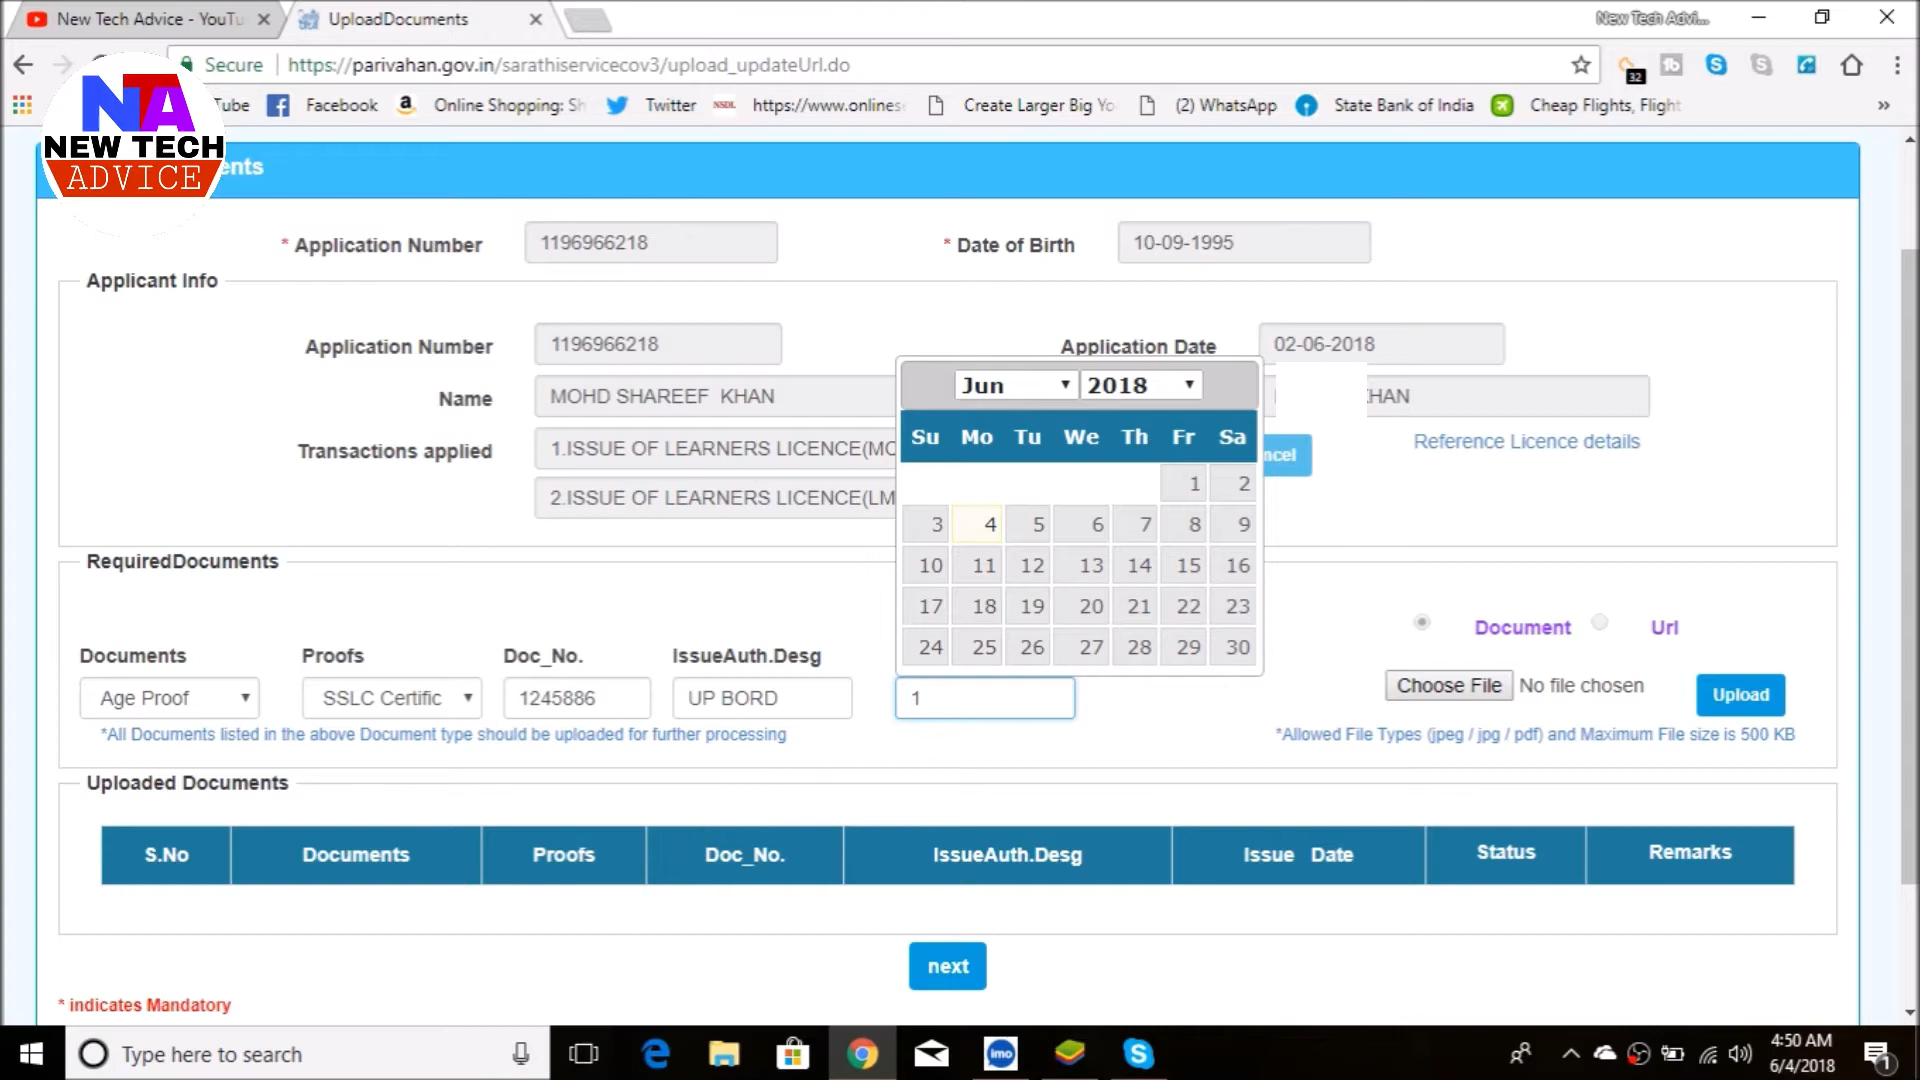 New Tech Advice - YouTu
UploadDocuments
New Tech Advi...
Secure
https://parivahan.gov.in/sarathiservicecov3/upload_updateUrl.do
32
Tube
Facebook
Online Shopping: Sh
Twitter
NSDL
https://www.onlines
Create Larger Big Yo
(2) WhatsApp
State Bank of India
Cheap Flights, Flight
»
NTA
NEW TECH
ADVICE
ents
* Application Number
1196966218
* Date of Birth
10-09-1995
Applicant Info
Application Number
1196966218
Application Date
02-06-2018
Name
MOHD SHAREEF KHAN
KHAN
Transactions applied
1.ISSUE OF LEARNERS LICENCE(MC
ncel
Reference Licence details
2.ISSUE OF LEARNERS LICENCE(LM
Jun 2018
Su Mo Tu We Th Fr Sa
1 2
3 4 5 6 7 8 9
10 11 12 13 14 15 16
17 18 19 20 21 22 23
24 25 26 27 28 29 30
RequiredDocuments
Document
Url
Documents
Proofs
Doc_No.
IssueAuth.Desg
Age Proof
SSLC Certific
1245886
UP BORD
1
Choose File No file chosen
Upload
*All Documents listed in the above Document type should be uploaded for further processing
*Allowed File Types (jpeg / jpg / pdf) and Maximum File size is 500 KB
Uploaded Documents
S.No Documents Proofs Doc_No. IssueAuth.Desg Issue Date Status Remarks
next
* indicates Mandatory
Type here to search
imo
4:50 AM
6/4/2018
1